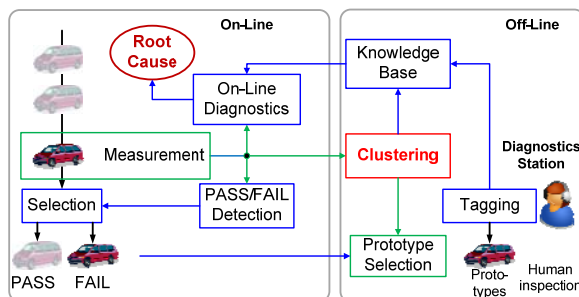 On-Line
Off-Line
Root
Cause
On-Line
Diagnostics
Knowledge
Base
Measurement
Clustering
Diagnostics
Station
Selection
PASS/FAIL
Detection
Tagging
Prototype
Selection
PASS
FAIL
Proto-
types
Human
inspection